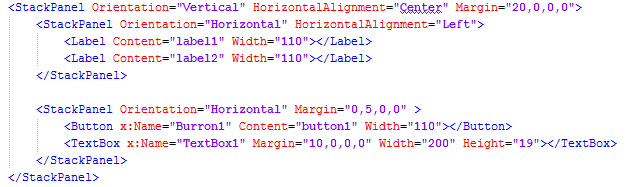 <StackPanel Orientation="Vertical" HorizontalAlignment="Center" Margin="20,0,0,0">
<StackPanel Orientation="Horizontal" HorizontalAlignment="Left">
<Label Content="label1" Width="110"></Label>
<Label Content="label2" Width="110"></Label>
</StackPanel>
<StackPanel Orientation="Horizontal" Margin="0,5,0,0" >
<Button x:Name="Burron1" Content="button1" Width="110"></Button>
<TextBox x:Name="TextBox1" Margin="10,0,0,0" Width="200" Height="19"></TextBox>
</StackPanel>
</StackPanel>